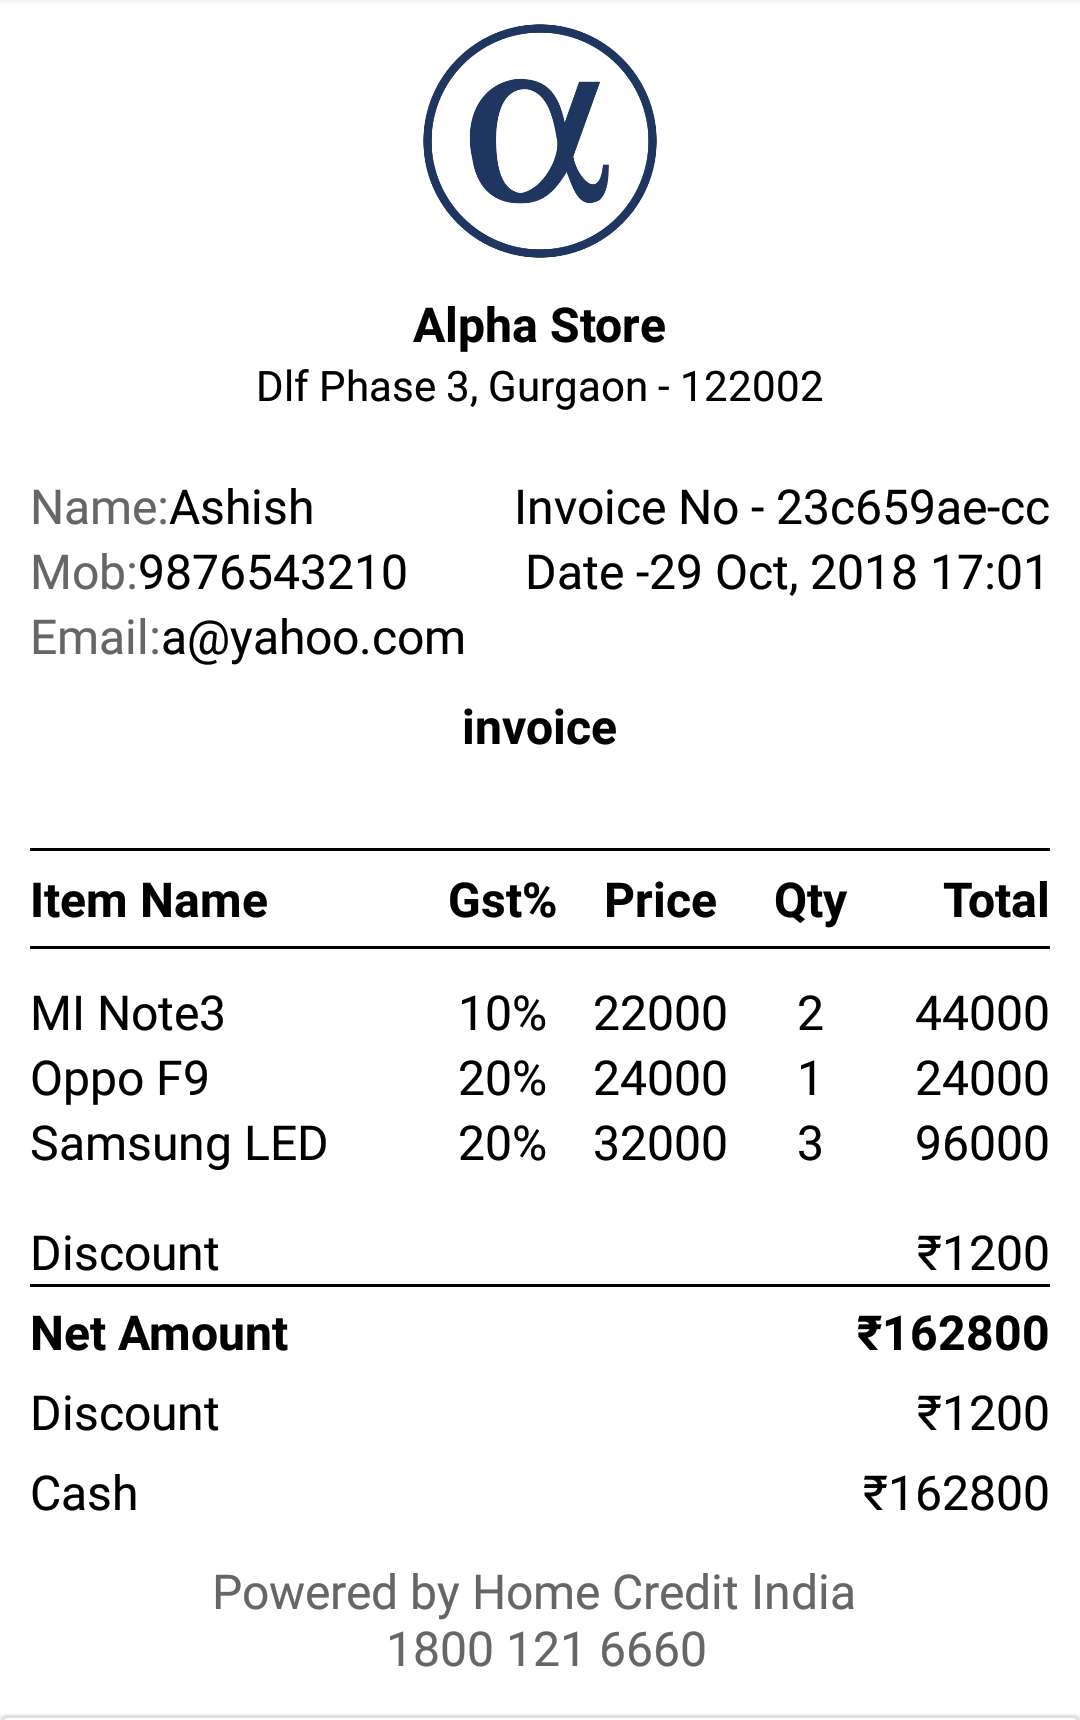 α
Alpha Store
Dlf Phase 3, Gurgaon - 122002
Name:Ashish Invoice No - 23c659ae-cc
Mob:9876543210 Date -29 Oct, 2018 17:01
Email:a@yahoo.com
invoice
Item Name Gst% Price Qty Total
MI Note3 10% 22000 2 44000
Oppo F9 20% 24000 1 24000
Samsung LED 20% 32000 3 96000
Discount ₹1200
Net Amount ₹162800
Discount ₹1200
Cash ₹162800
Powered by Home Credit India
1800 121 6660